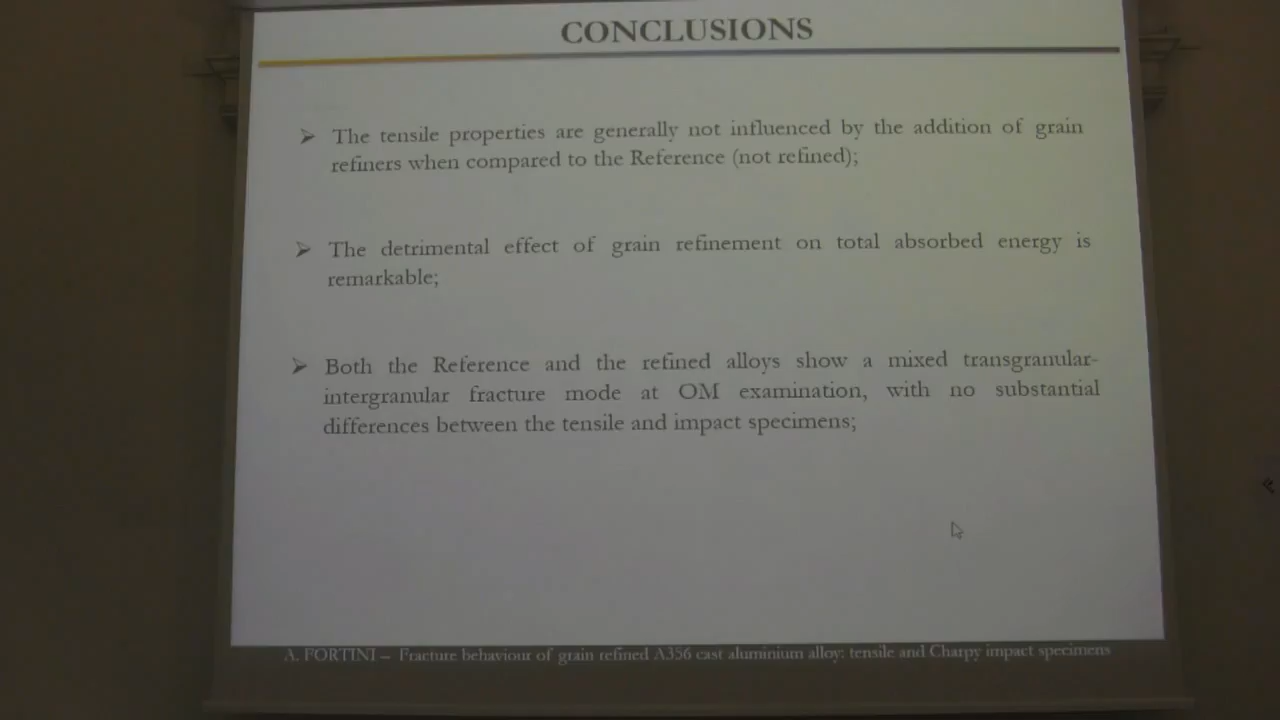 CONCLUSIONS
The tensile properties are generally not influenced by the addition of grain
refiners when compared to the Reference (not refined);
The detrimental effect of grain refinement on total absorbed energy is
remarkable;
Both the Reference and the refined alloys show a mixed transgranular-
intergranular fracture mode at OM examination, with no substantial
differences between the tensile and impact specimens;
A. FORTINI – Fracture behaviour of grain refined A356 cast aluminium alloy: tensile and Charpy impact specimens